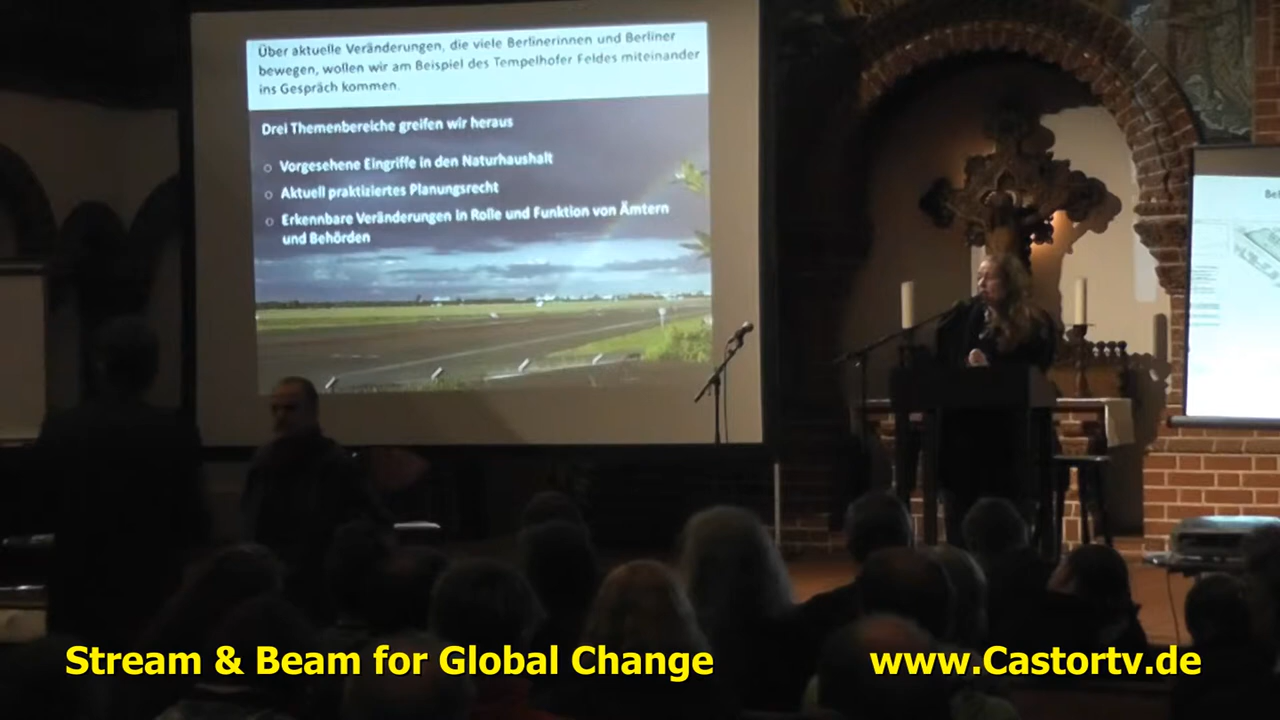 Über aktuelle Veränderungen, die viele Berlinerinnen und Berliner
bewegen, wollen wir am Beispiel des Tempelhofer Feldes miteinander
ins Gespräch kommen.
Drei Themenbereiche greifen wir heraus
o Vorgesehene Eingriffe in den Naturhaushalt
o Aktuell praktiziertes Planungsrecht
o Erkennbare Veränderungen in Rolle und Funktion von Ämtern
und Behörden
Stream & Beam for Global Change
www.Castortv.de